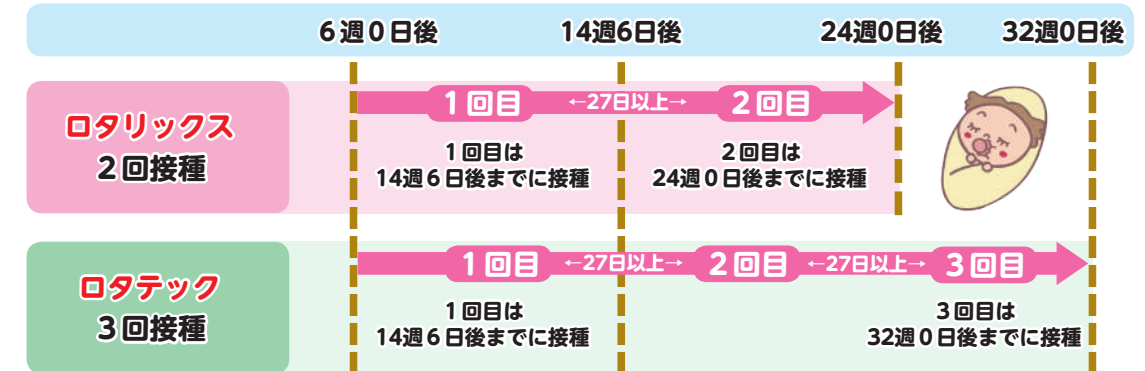 6週0日後 14週6日後 24週0日後 32週0日後
ロタリックス
2回接種
1回目 ←27日以上→ 2回目
1回目は
14週6日後までに接種
2回目は
24週0日後までに接種
ロタテック
3回接種
1回目 ←27日以上→ 2回目 ←27日以上→ 3回目
1回目は
14週6日後までに接種
3回目は
32週0日後までに接種